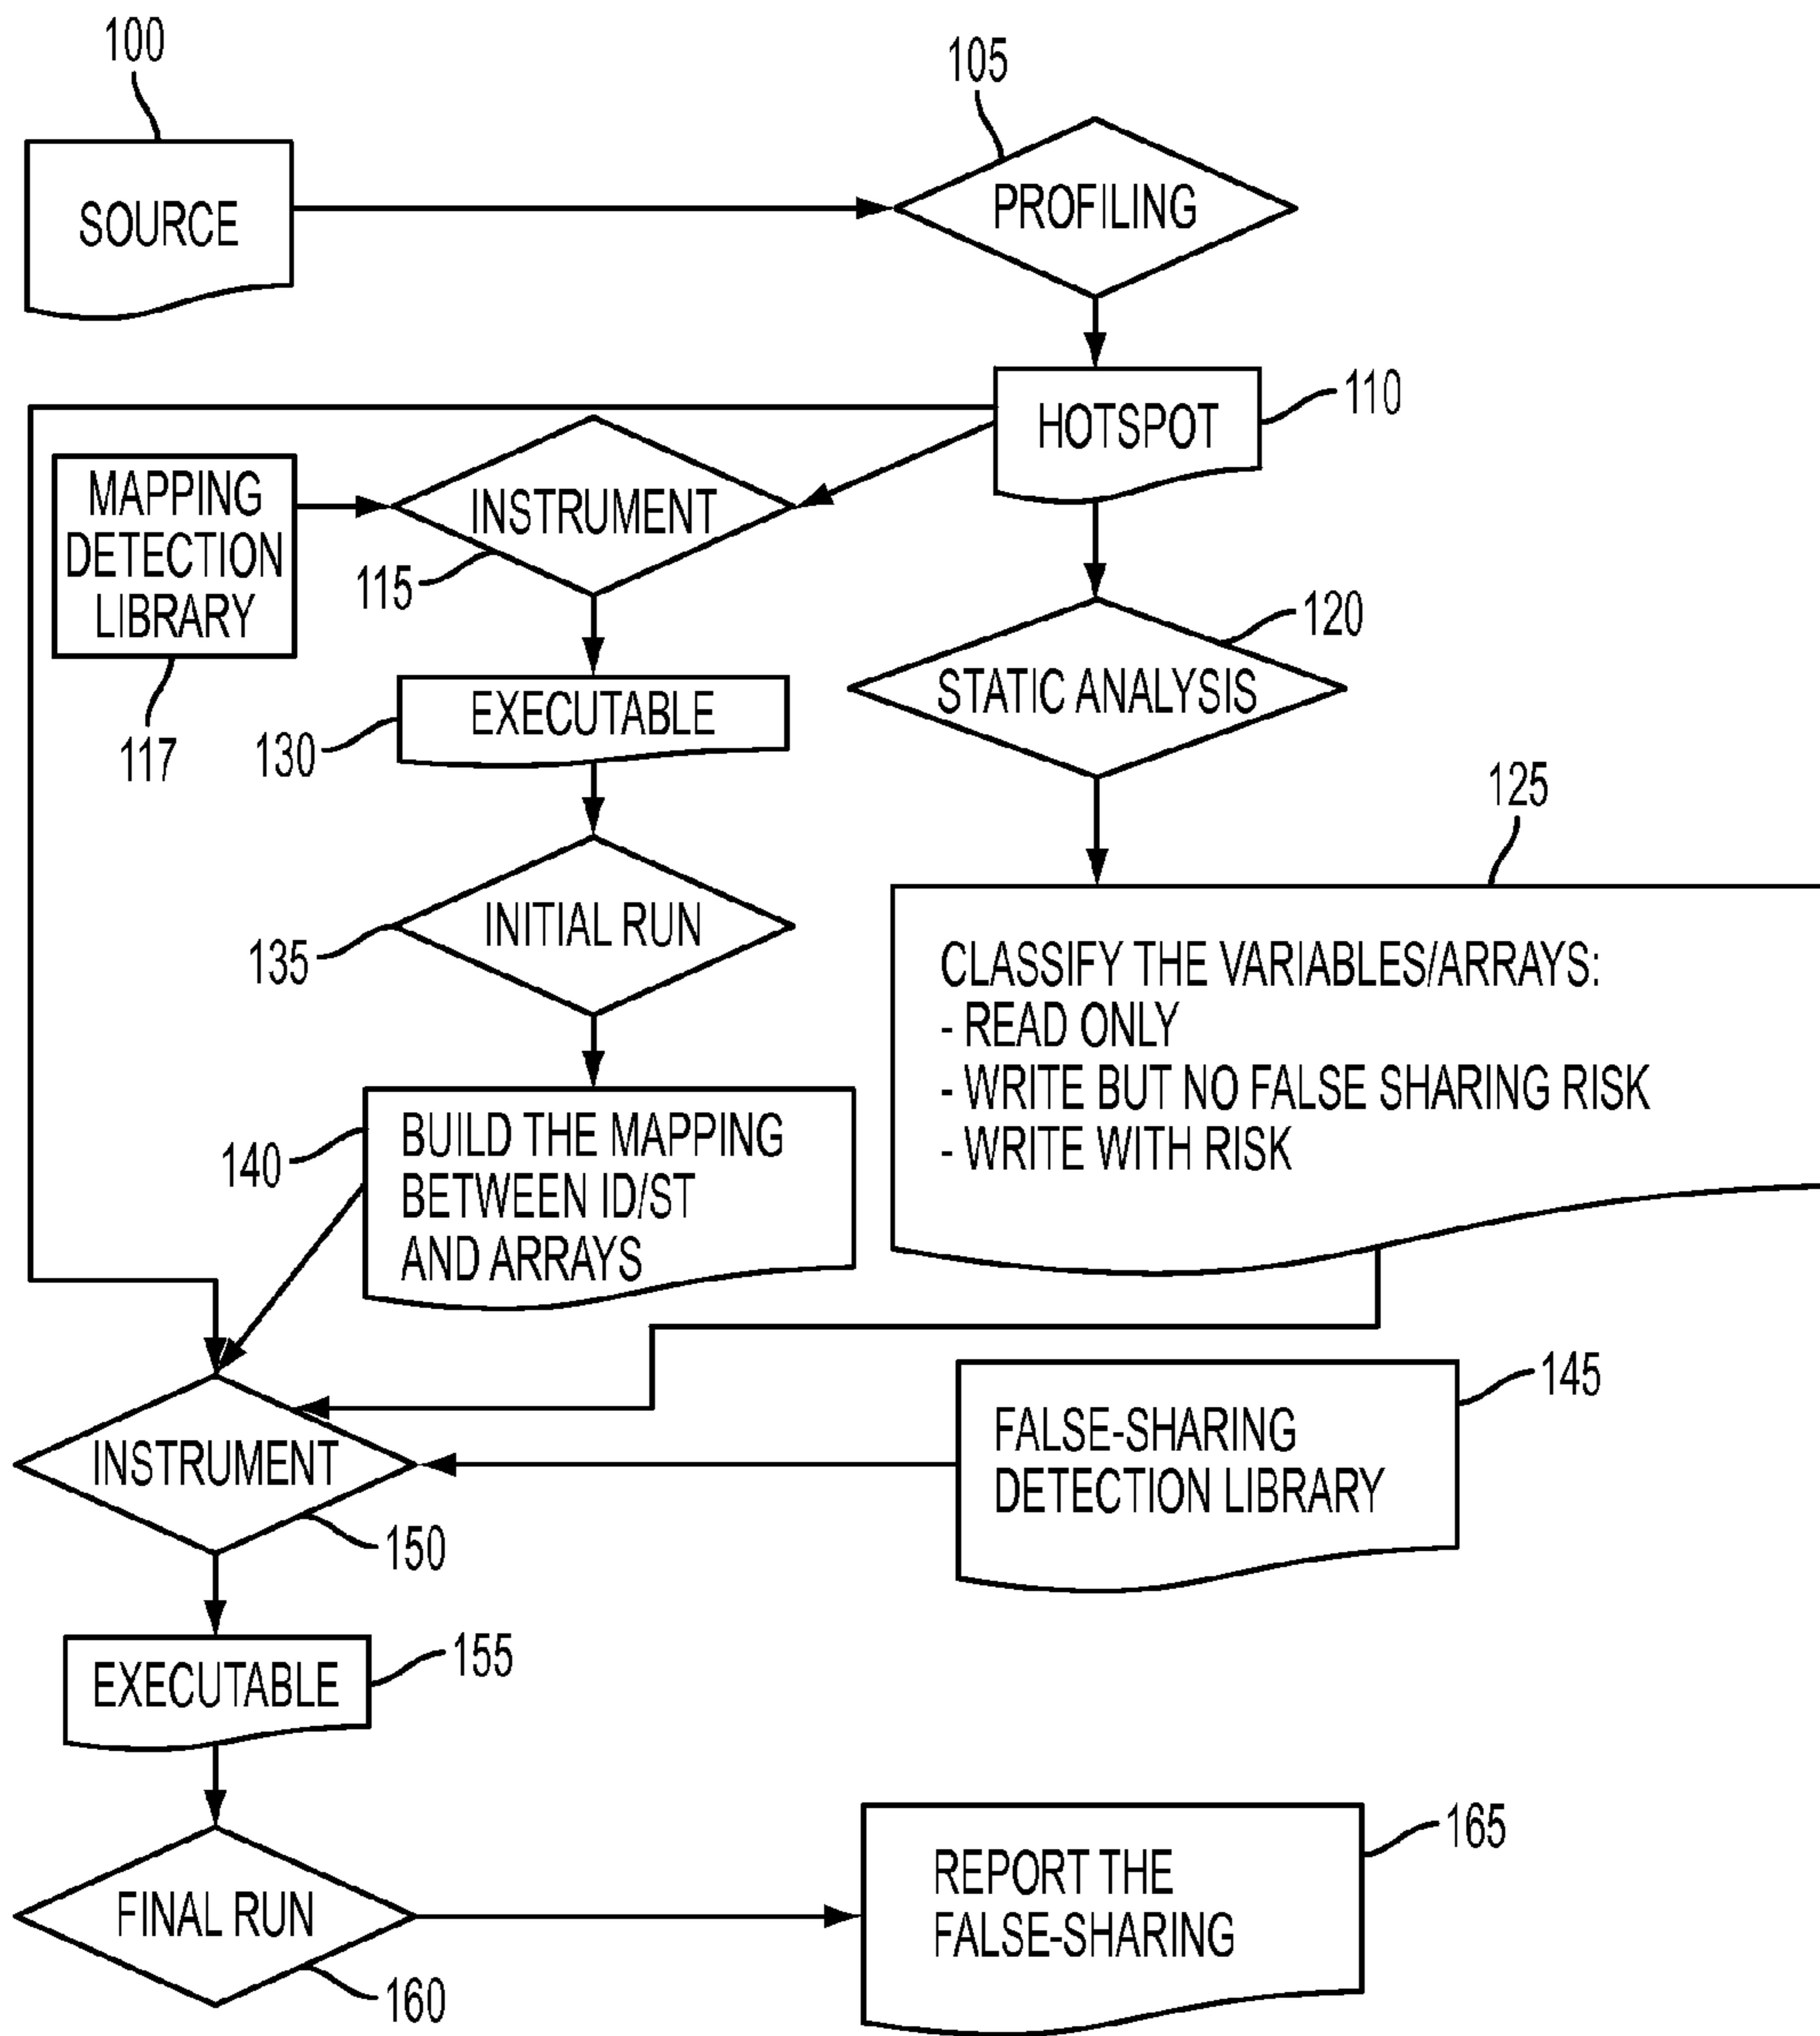 100
105
SOURCE
PROFILING
HOTSPOT
110
MAPPING
DETECTION
LIBRARY
117
INSTRUMENT
115
120
STATIC ANALYSIS
EXECUTABLE
130
125
INITIAL RUN
135
CLASSIFY THE VARIABLES/ARRAYS:
- READ ONLY
- WRITE BUT NO FALSE SHARING RISK
- WRITE WITH RISK
140
BUILD THE MAPPING
BETWEEN ID/ST
AND ARRAYS
145
FALSE-SHARING
DETECTION LIBRARY
INSTRUMENT
150
EXECUTABLE
155
FINAL RUN
160
165
REPORT THE
FALSE-SHARING